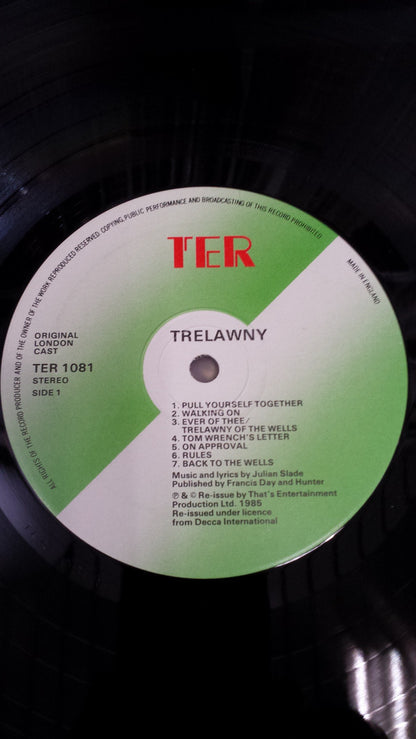 ALL RIGHTS OF THE RECORD PRODUCER AND OF THE OWNER OF THE WORK REPRODUCED RESERVED. COPYING, PUBLIC PERFORMANCE AND BROADCASTING OF THIS RECORD PROHIBITED
TER
MADE IN ENGLAND
ORIGINAL
LONDON
CAST
TER 1081
STEREO
SIDE 1
TRELAWNY
1. PULL YOURSELF TOGETHER
2. WALKING ON
3. EVER OF THEE/
TRELAWNY OF THE WELLS
4. TOM WRENCH'S LETTER
5. ON APPROVAL
6. RULES
7. BACK TO THE WELLS
Music and lyrics by Julian Slade
Published by Francis Day and Hunter
℗ & © Re-issue by That's Entertainment
Production Ltd. 1985
Re-issued under licence
from Decca International